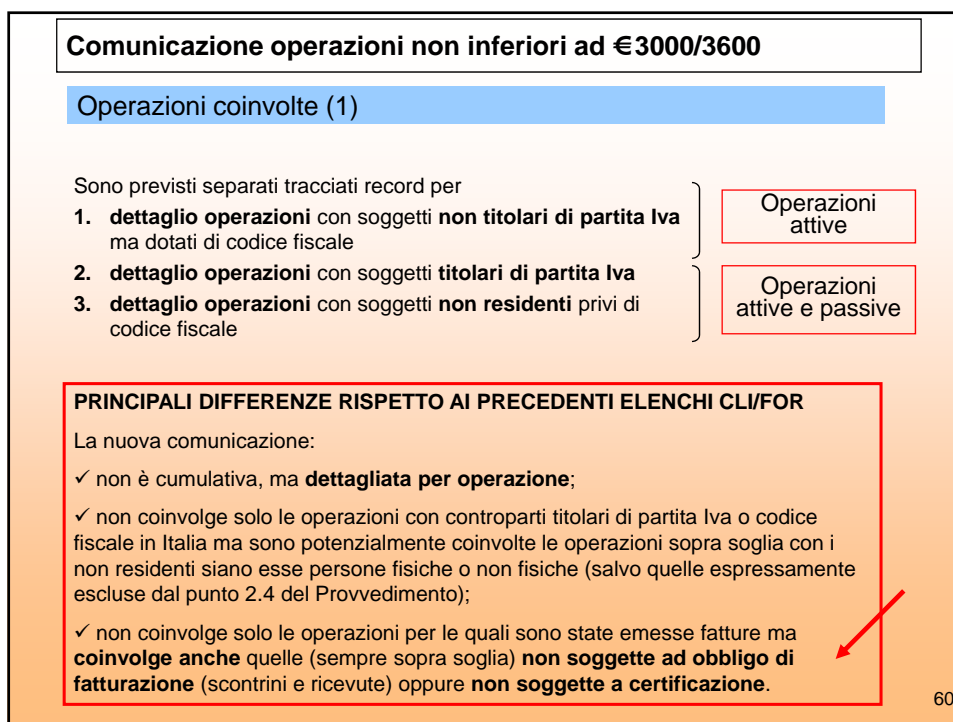 Comunicazione operazioni non inferiori ad €3000/3600
Operazioni coinvolte (1)
Sono previsti separati tracciati record per
1. dettaglio operazioni con soggetti non titolari di partita Iva
ma dotati di codice fiscale
Operazioni
attive
2. dettaglio operazioni con soggetti titolari di partita Iva
3. dettaglio operazioni con soggetti non residenti privi di
codice fiscale
Operazioni
attive e passive
PRINCIPALI DIFFERENZE RISPETTO AI PRECEDENTI ELENCHI CLI/FOR
La nuova comunicazione:
✓ non è cumulativa, ma dettagliata per operazione;
✓ non coinvolge solo le operazioni con controparti titolari di partita Iva o codice
fiscale in Italia ma sono potenzialmente coinvolte le operazioni sopra soglia con i
non residenti siano esse persone fisiche o non fisiche (salvo quelle espressamente
escluse dal punto 2.4 del Provvedimento);
✓ non coinvolge solo le operazioni per le quali sono state emesse fatture ma
coinvolge anche quelle (sempre sopra soglia) non soggette ad obbligo di
fatturazione (scontrini e ricevute) oppure non soggette a certificazione.
60